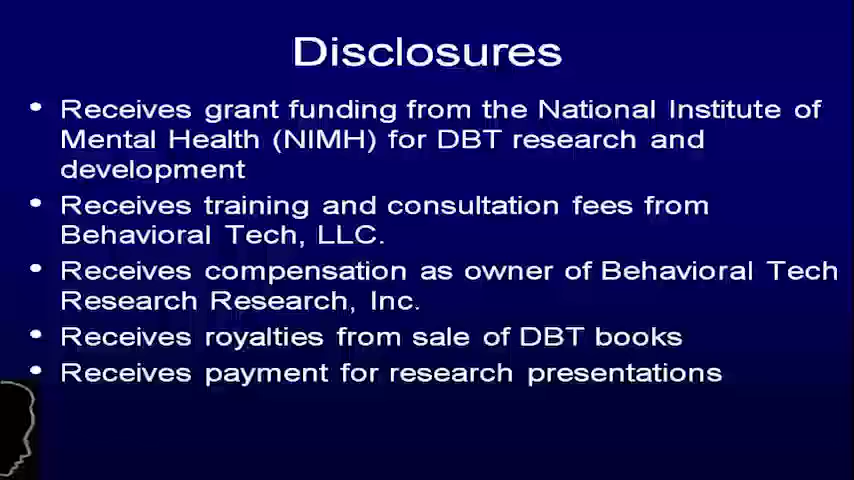 Disclosures
• Receives grant funding from the National Institute of
Mental Health (NIMH) for DBT research and
development
• Receives training and consultation fees from
Behavioral Tech, LLC.
• Receives compensation as owner of Behavioral Tech
Research Research, Inc.
• Receives royalties from sale of DBT books
• Receives payment for research presentations